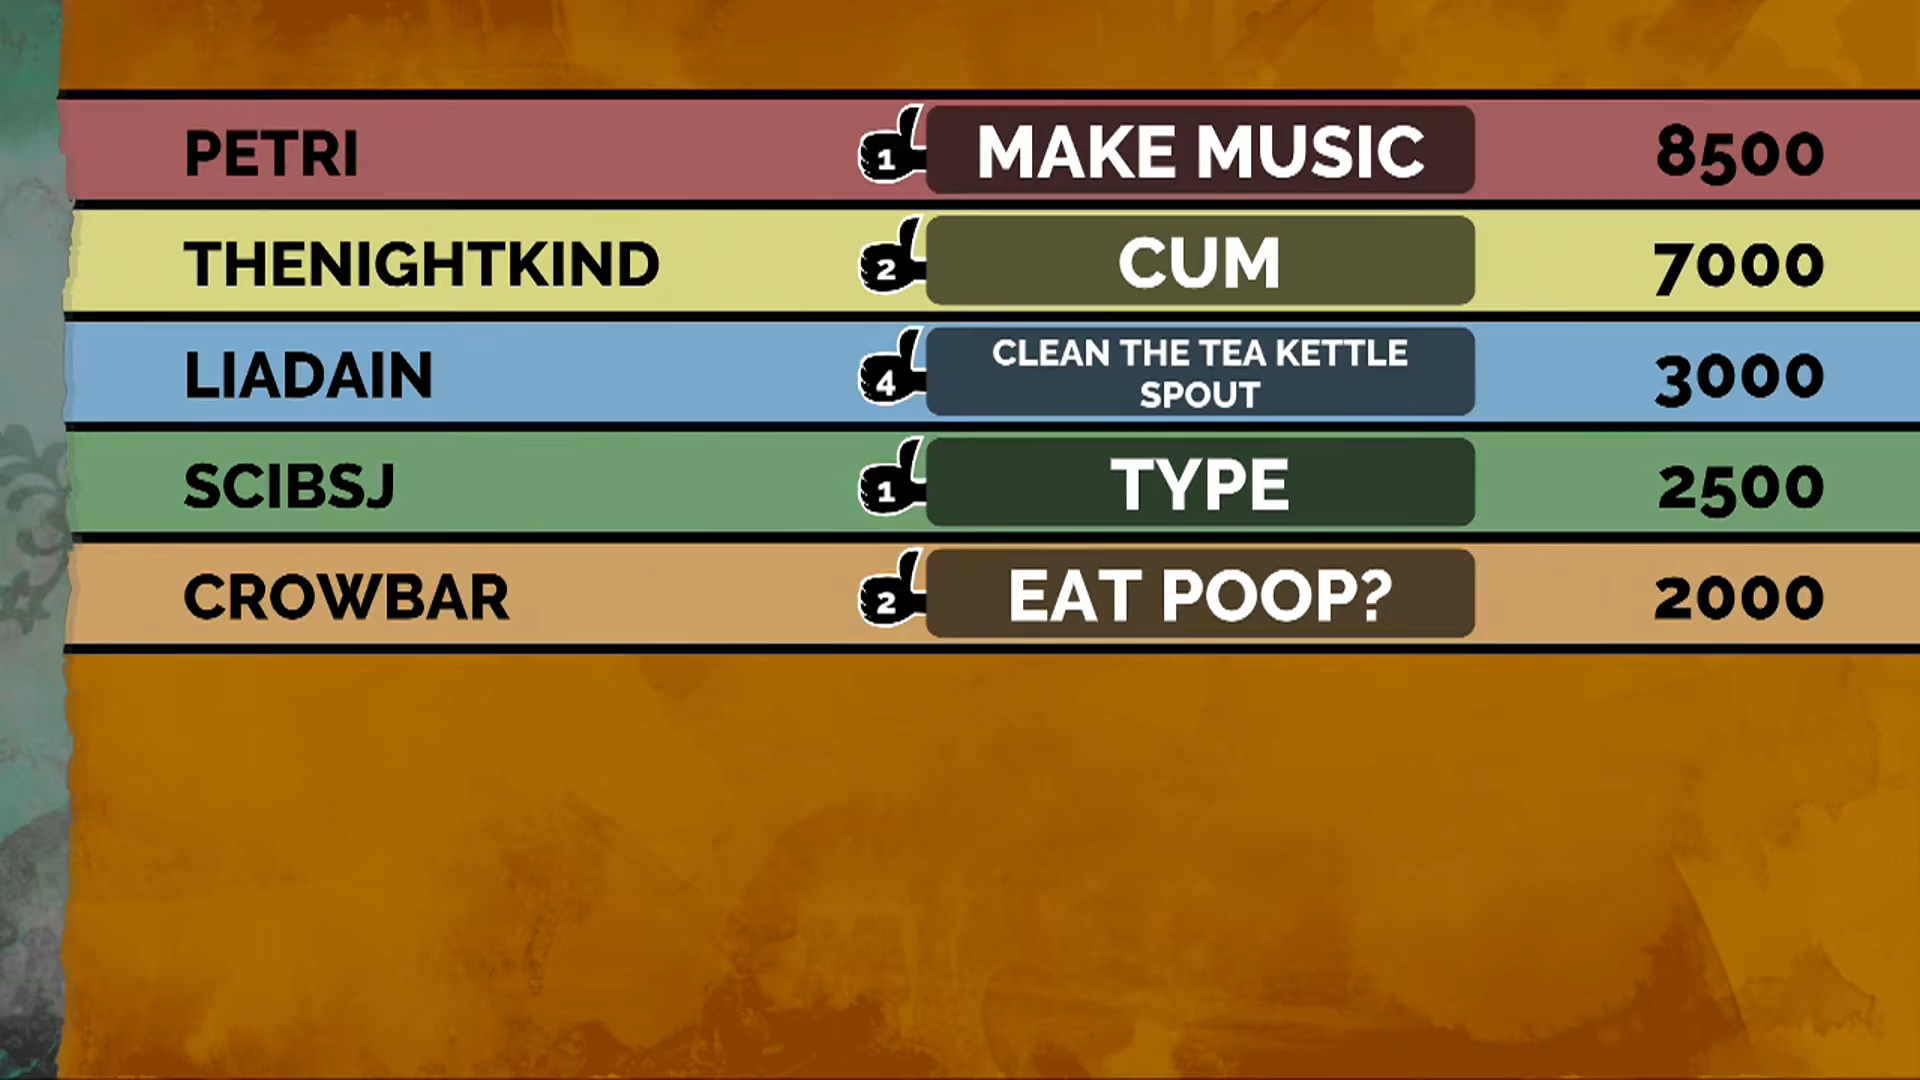 PETRI 1 MAKE MUSIC 8500
THENIGHTKIND 2 CUM 7000
LIADAIN 4 CLEAN THE TEA KETTLE
SPOUT 3000
SCIBSJ 1 TYPE 2500
CROWBAR 2 EAT POOP? 2000